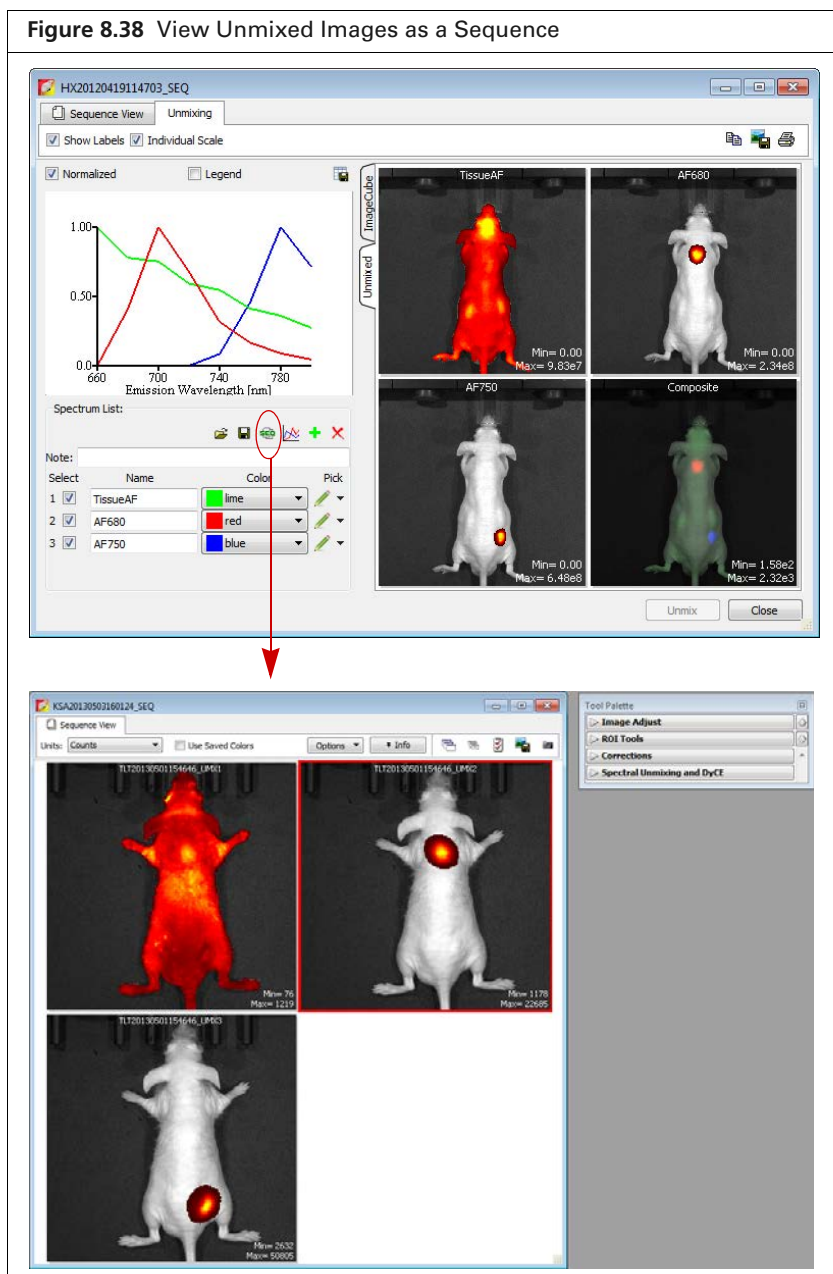 Figure 8.38 View Unmixed Images as a Sequence
HX20120419114703_SEQ
Sequence View Unmixing
Show Labels Individual Scale
Normalized Legend
1.00
0.50
0.0
660 700 740 780
Emission Wavelength [nm]
Spectrum List:
SEQ
Note:
Select Name Color Pick
1 TissueAF lime
2 AF680 red
3 AF750 blue
ImageCube
Unmixed
TissueAF
Min= 0.00
Max= 9.83e7
AF680
Min= 0.00
Max= 2.34e8
AF750
Min= 0.00
Max= 6.48e8
Composite
Min= 1.58e2
Max= 2.32e3
Unmix Close
KSA20130503160124_SEQ
Sequence View
Units: Counts Use Saved Colors Options Info
TLT20130501154646_UMX1
Min= 76
Max= 1219
TLT20130501154646_UMX2
Min= 1178
Max= 22685
TLT20130501154646_UMX3
Min= 2632
Max= 50805
Tool Palette
Image Adjust
ROI Tools
Corrections
Spectral Unmixing and DyCE